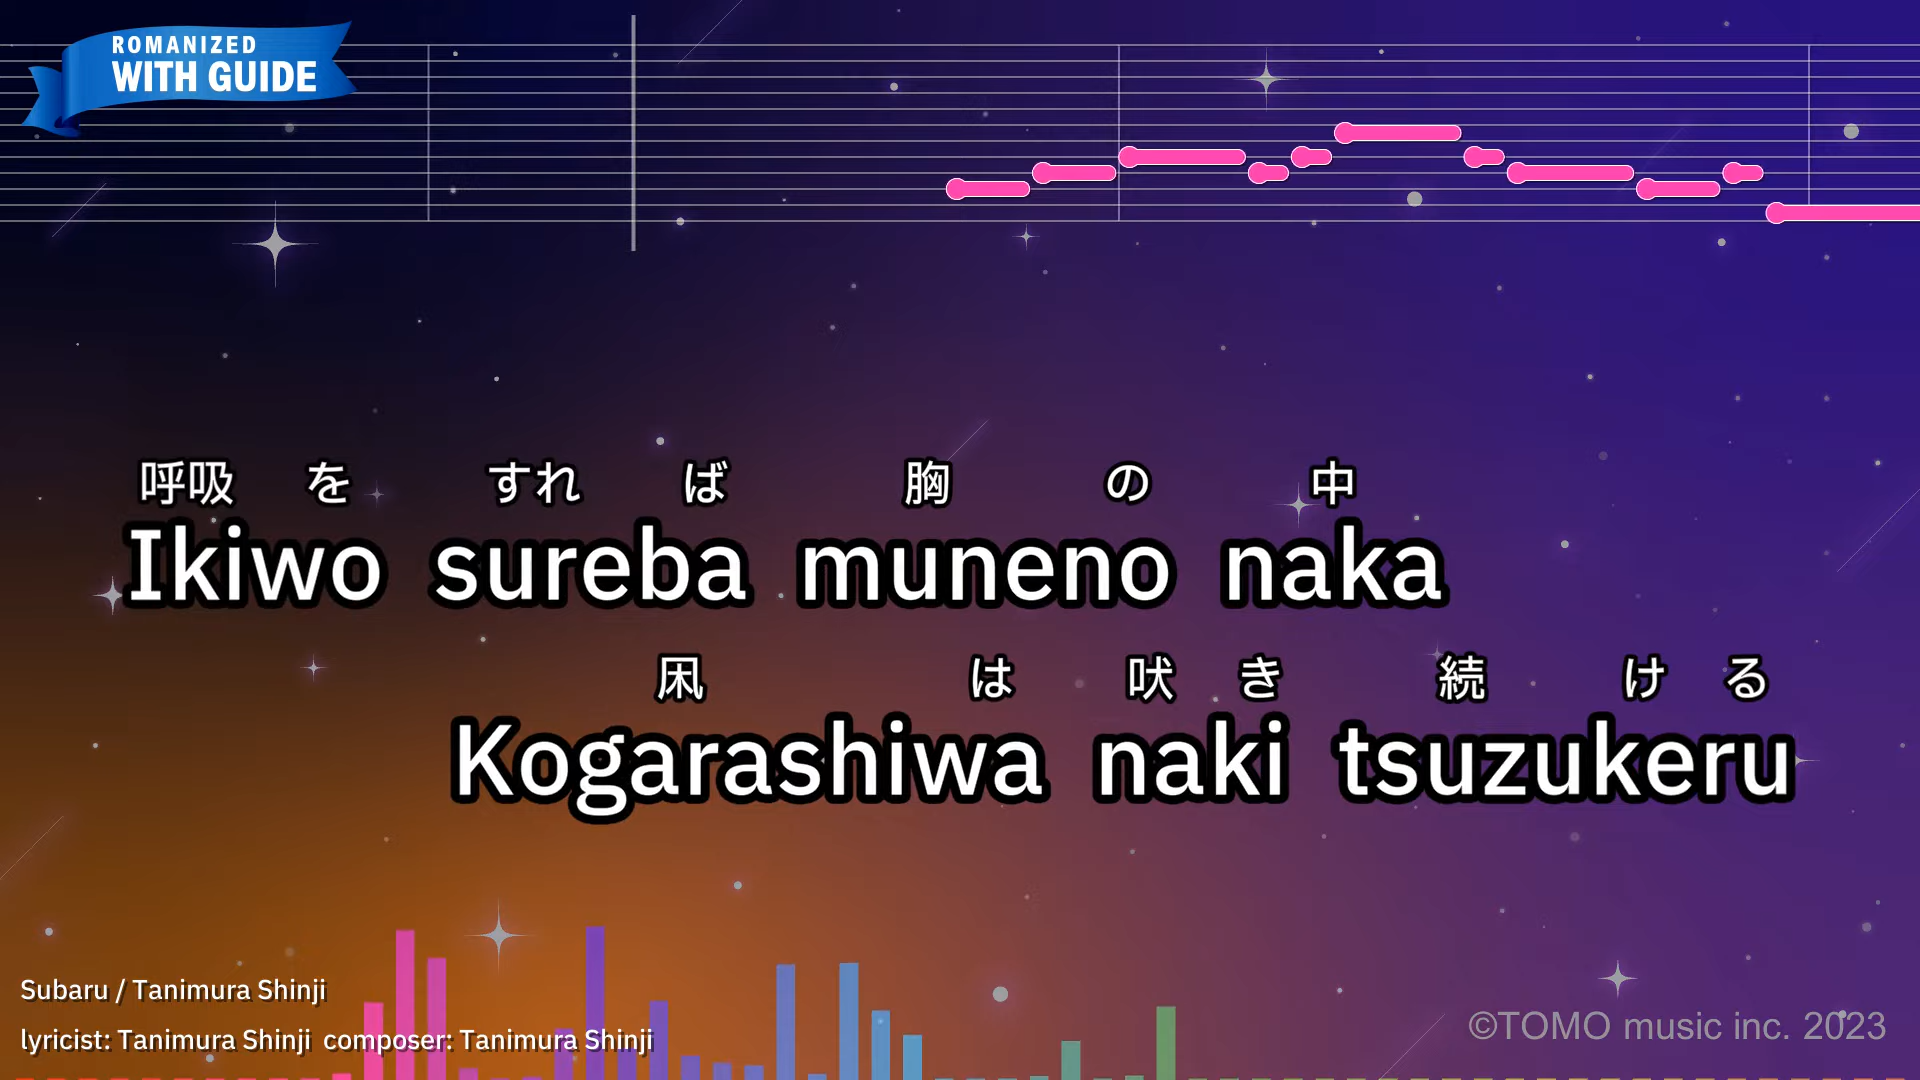 ROMANIZED
WITH GUIDE
呼吸 を すれ ば 胸 の 中
Ikiwo sureba muneno naka
凩 は 吠 き 続 け る
Kogarashiwa naki tsuzukeru
Subaru / Tanimura Shinji
lyricist: Tanimura Shinji composer: Tanimura Shinji
©TOMO music inc. 2023